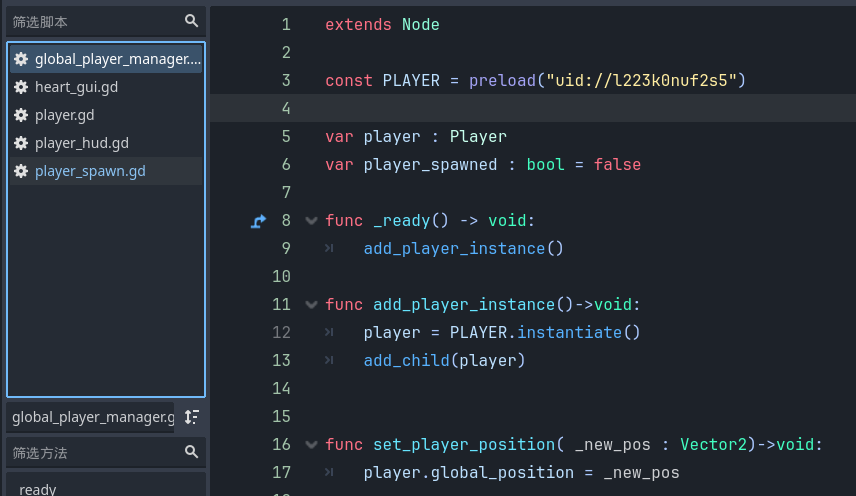 筛选脚本
global_player_manager....
heart_gui.gd
player.gd
player_hud.gd
player_spawn.gd
global_player_manager.g
筛选方法
ready
1 extends Node
2
3 const PLAYER = preload("uid://l223k0nuf2s5")
4
5 var player : Player
6 var player_spawned : bool = false
7
8 func _ready() -> void:
9 add_player_instance()
10
11 func add_player_instance()->void:
12 player = PLAYER.instantiate()
13 add_child(player)
14
15
16 func set_player_position( _new_pos : Vector2)->void:
17 player.global_position = _new_pos